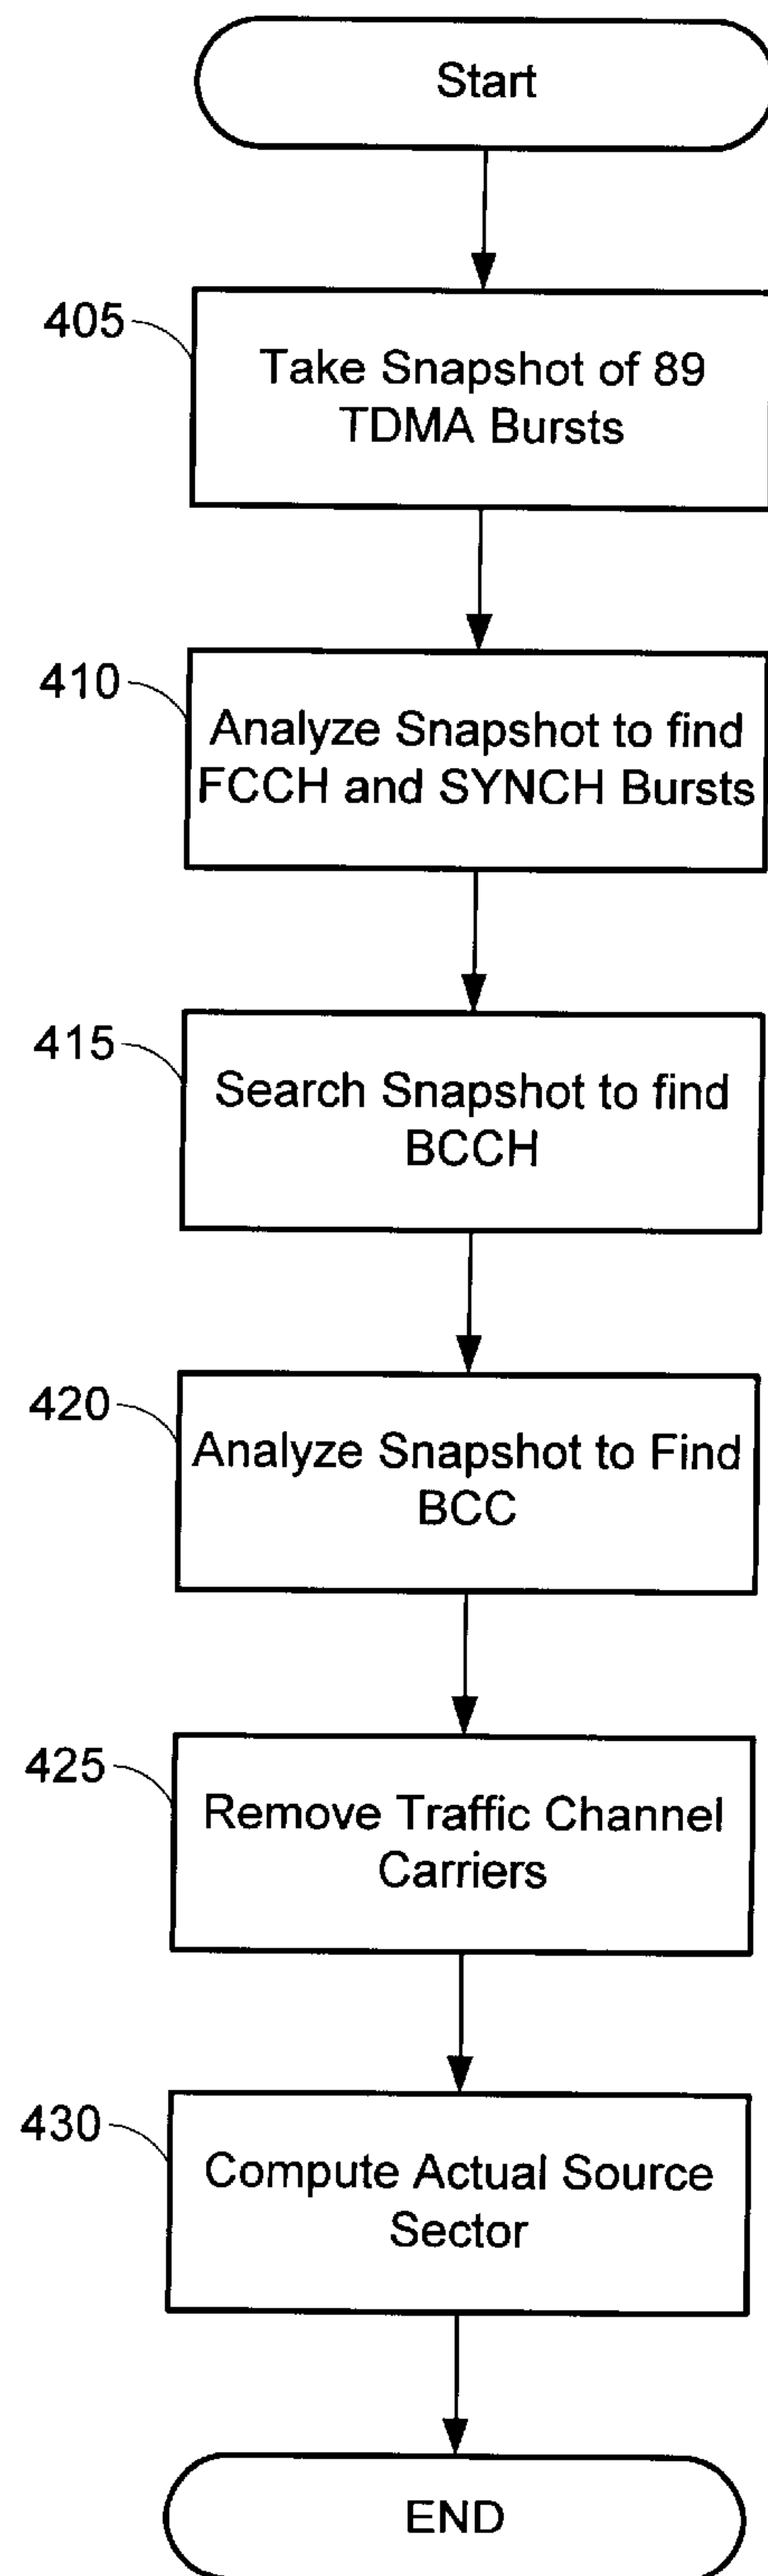 Start
405
Take Snapshot of 89
TDMA Bursts
410
Analyze Snapshot to find
FCCH and SYNCH Bursts
415
Search Snapshot to find
BCCH
420
Analyze Snapshot to Find
BCC
425
Remove Traffic Channel
Carriers
430
Compute Actual Source
Sector
END